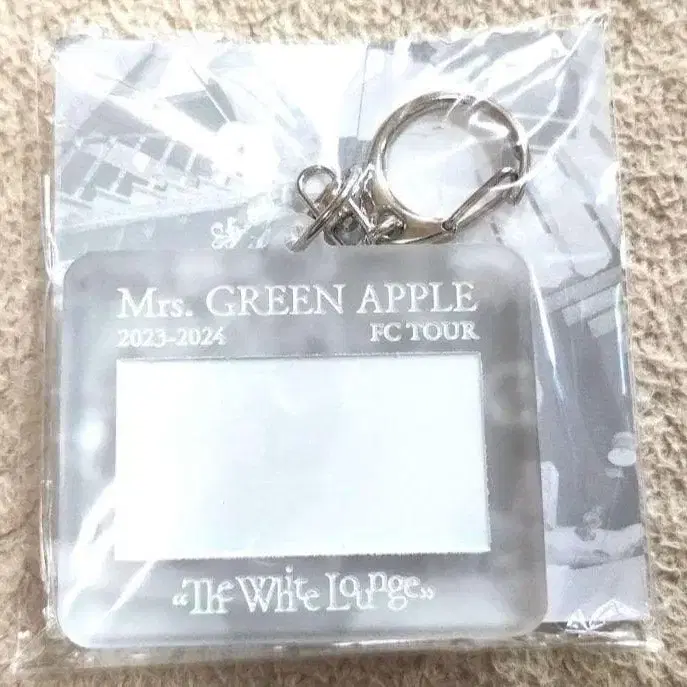 Mrs. GREEN APPLE
2023-2024 FC TOUR
“The White Lounge”